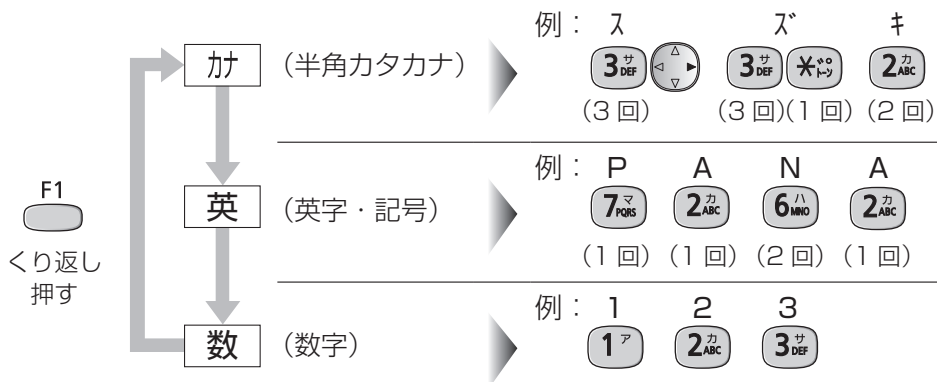 例： ｽ ｽﾞ ｷ
ｶﾅ （半角カタカナ） 3サDEF 3サDEF ＊゛゜トーン 2カABC
（3 回） （3 回）（1 回） （2 回）
F1
くり返し
押す
例： P A N A
英 （英字・記号） 7マPQRS 2カABC 6ハMNO 2カABC
（1 回） （1 回） （2 回） （1 回）
例： 1 2 3
数 （数字） 1ア 2カABC 3サDEF